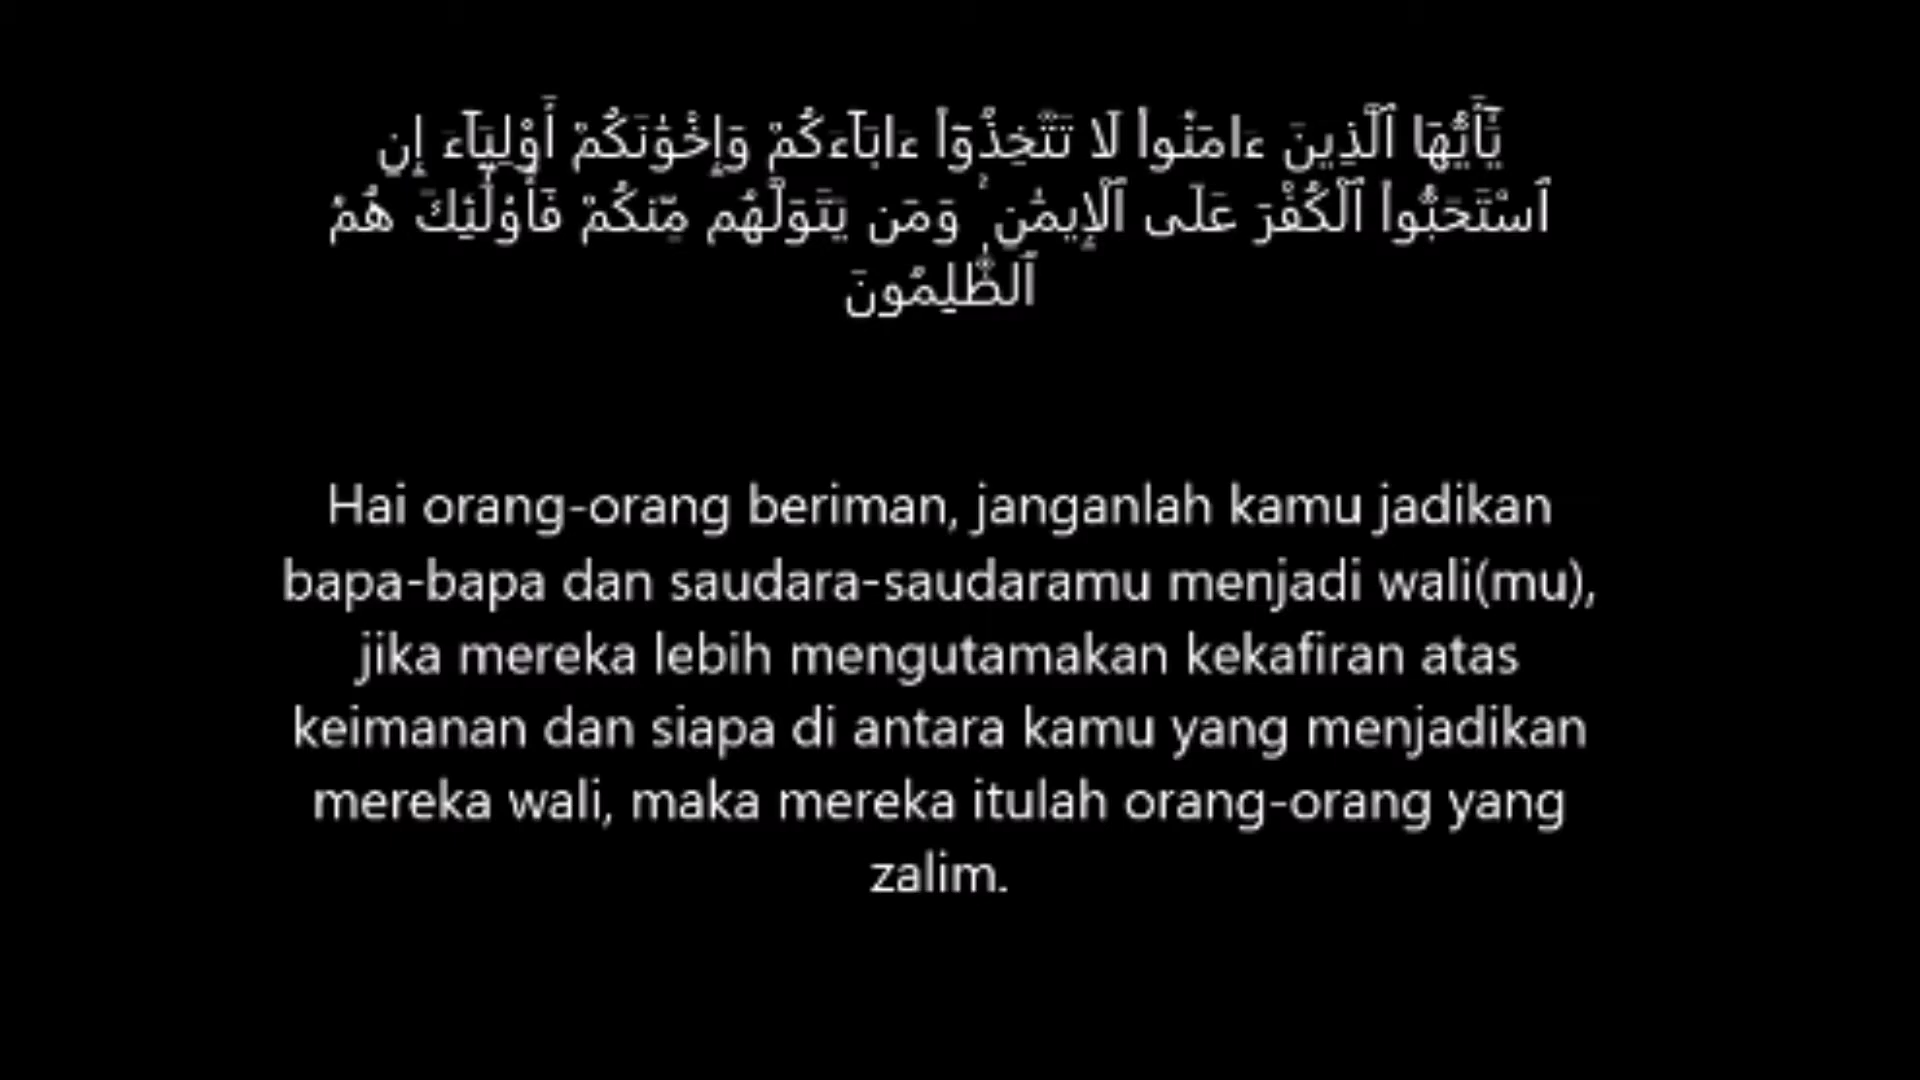 يَٰٓأَيُّهَا ٱلَّذِينَ ءَامَنُوا۟ لَا تَتَّخِذُوٓا۟ ءَابَآءَكُمْ وَإِخْوَٰنَكُمْ أَوْلِيَآءَ إِنِ
ٱسْتَحَبُّوا۟ ٱلْكُفْرَ عَلَى ٱلْإِيمَٰنِ ۚ وَمَن يَتَوَلَّهُم مِّنكُمْ فَأُو۟لَٰٓئِكَ هُمُ
ٱلظَّٰلِمُونَ
Hai orang-orang beriman, janganlah kamu jadikan
bapa-bapa dan saudara-saudaramu menjadi wali(mu),
jika mereka lebih mengutamakan kekafiran atas
keimanan dan siapa di antara kamu yang menjadikan
mereka wali, maka mereka itulah orang-orang yang
zalim.